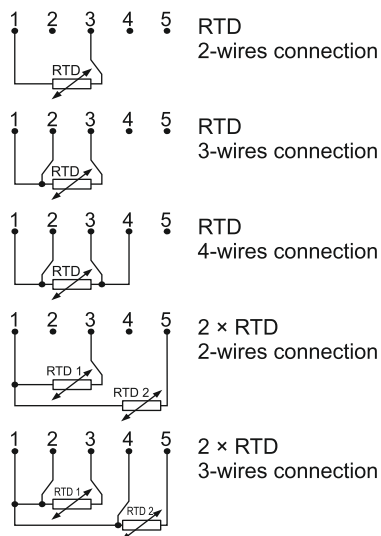 1 2 3 4 5
RTD
2-wires connection
RTD
1 2 3 4 5
RTD
3-wires connection
RTD
1 2 3 4 5
RTD
4-wires connection
RTD
1 2 3 4 5
2 × RTD
2-wires connection
RTD 1
RTD 2
1 2 3 4 5
2 × RTD
3-wires connection
RTD 1
RTD 2